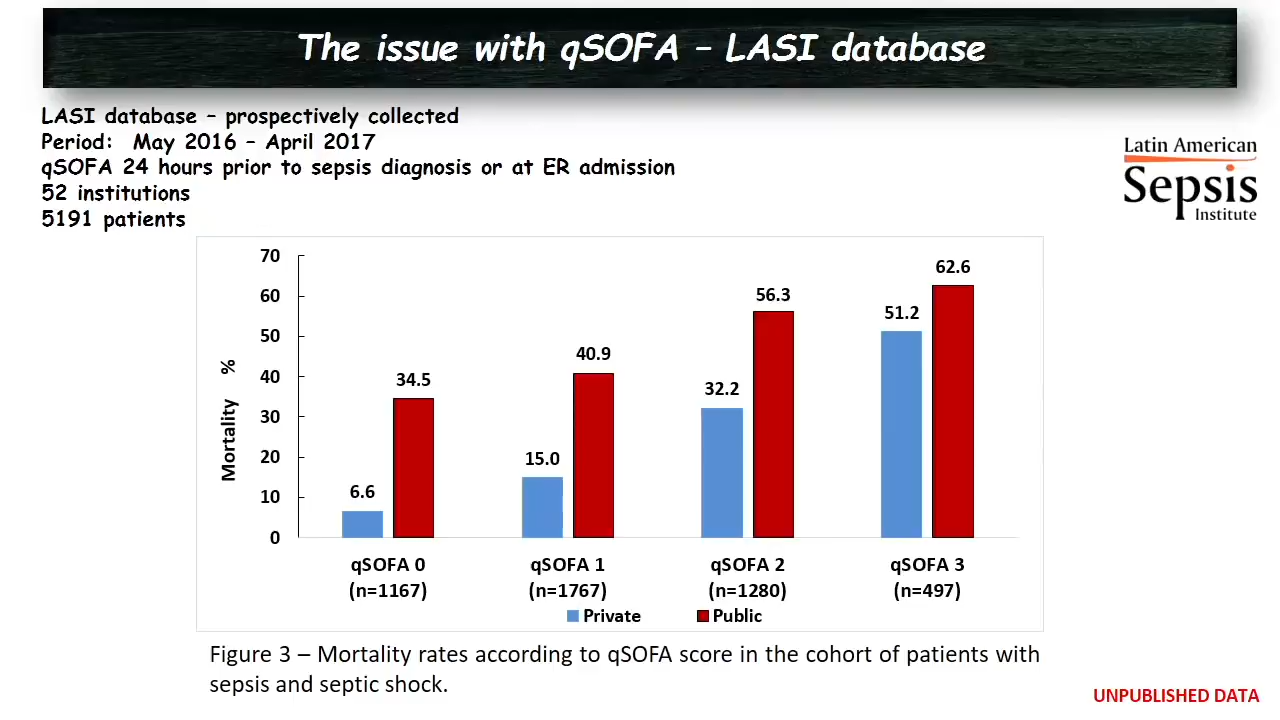 The issue with qSOFA – LASI database
LASI database – prospectively collected
Period: May 2016 – April 2017
qSOFA 24 hours prior to sepsis diagnosis or at ER admission
52 institutions
5191 patients
Latin American
Sepsis
Institute
Mortality %
70
60
50
40
30
20
10
0
6.6
34.5
15.0
40.9
32.2
56.3
51.2
62.6
qSOFA 0 qSOFA 1 qSOFA 2 qSOFA 3
(n=1167) (n=1767) (n=1280) (n=497)
Private Public
Figure 3 – Mortality rates according to qSOFA score in the cohort of patients with
sepsis and septic shock.
UNPUBLISHED DATA